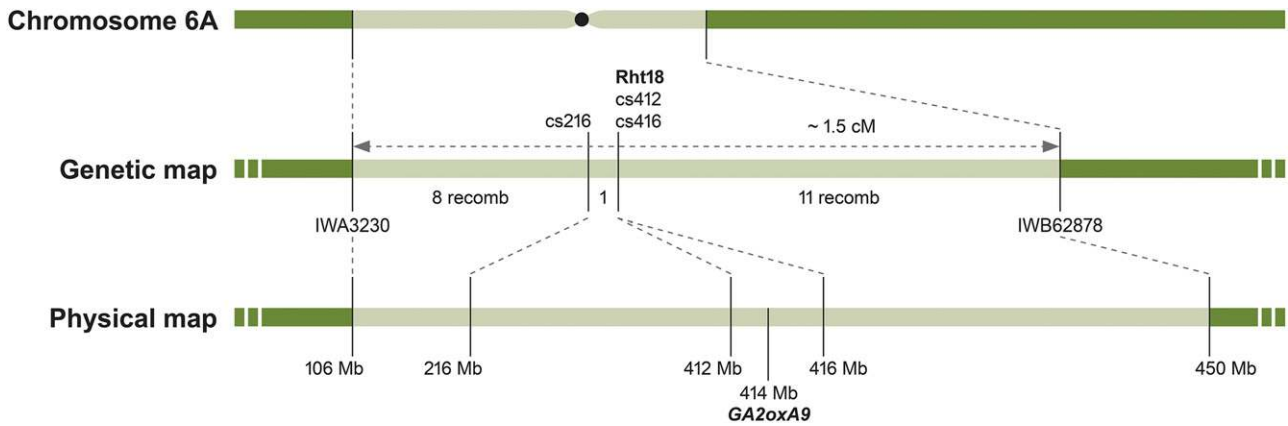 Chromosome 6A
Rht18
cs412
cs216
cs416
~ 1.5 cM
Genetic map
8 recomb
1
11 recomb
IWA3230
IWB62878
Physical map
106 Mb
216 Mb
412 Mb
416 Mb
450 Mb
414 Mb
GA2oxA9